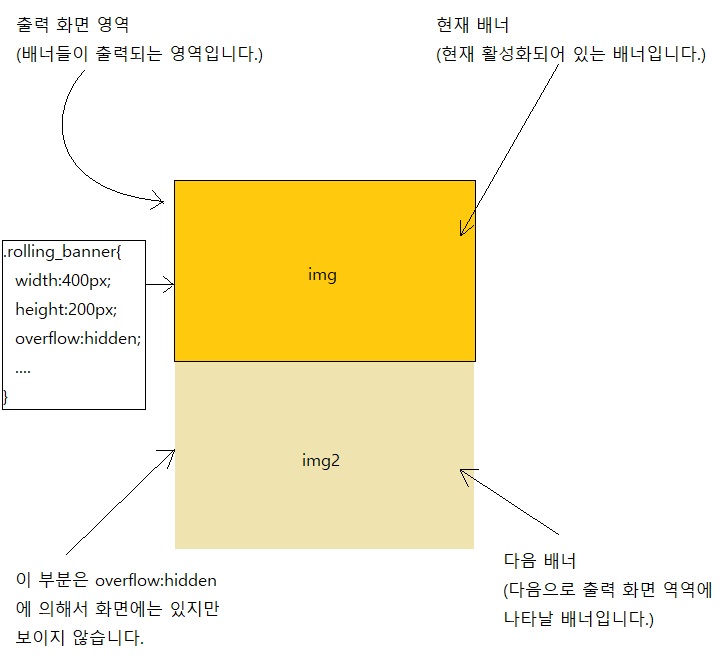 출력 화면 영역
(배너들이 출력되는 영역입니다.)
현재 배너
(현재 활성화되어 있는 배너입니다.)
.rolling_banner{
width:400px;
height:200px;
overflow:hidden;
....
}
img
img2
이 부분은 overflow:hidden
에 의해서 화면에는 있지만
보이지 않습니다.
다음 배너
(다음으로 출력 화면 역역에
나타날 배너입니다.)